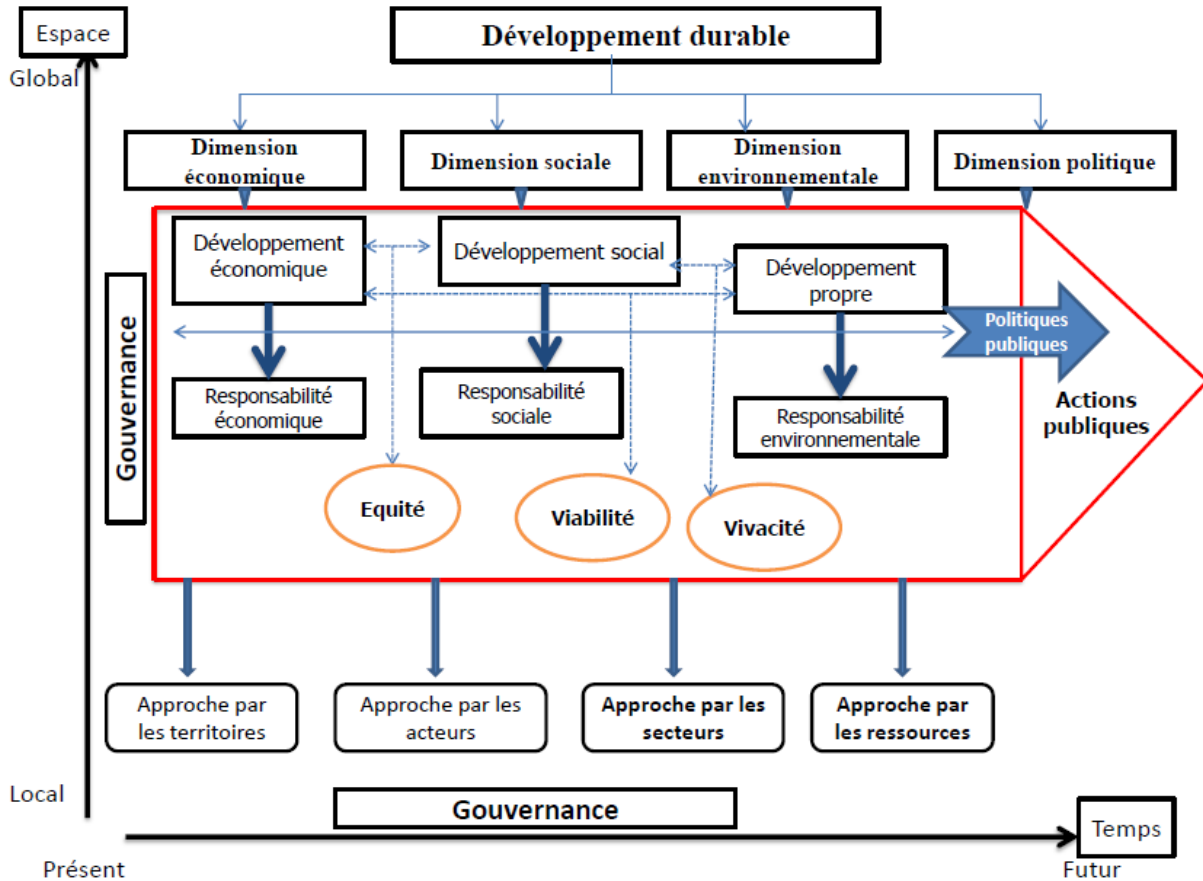 Espace
Développement durable
Global
Dimension
économique
Dimension sociale
Dimension
environnementale
Dimension politique
Développement
économique
Développement social
Développement
propre
Politiques
publiques
Gouvernance
Responsabilité
économique
Responsabilité
sociale
Responsabilité
environnementale
Actions
publiques
Equité
Viabilité
Vivacité
Approche par
les territoires
Approche par les
acteurs
Approche par les
secteurs
Approche par
les ressources
Local
Gouvernance
Temps
Présent
Futur